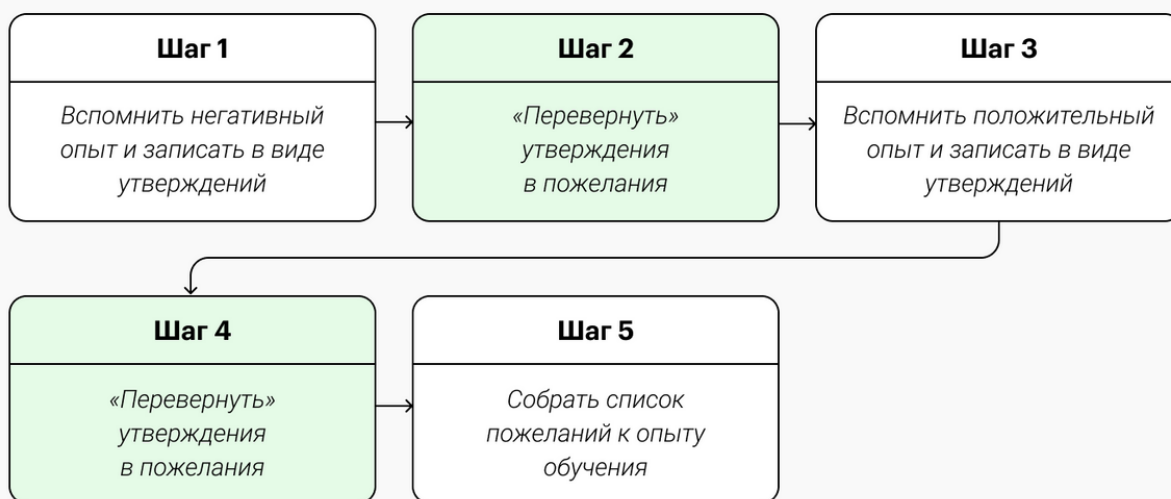 Шаг 1
Вспомнить негативный
опыт и записать в виде
утверждений
Шаг 2
«Перевернуть»
утверждения
в пожелания
Шаг 3
Вспомнить положительный
опыт и записать в виде
утверждений
Шаг 4
«Перевернуть»
утверждения
в пожелания
Шаг 5
Собрать список
пожеланий к опыту
обучения